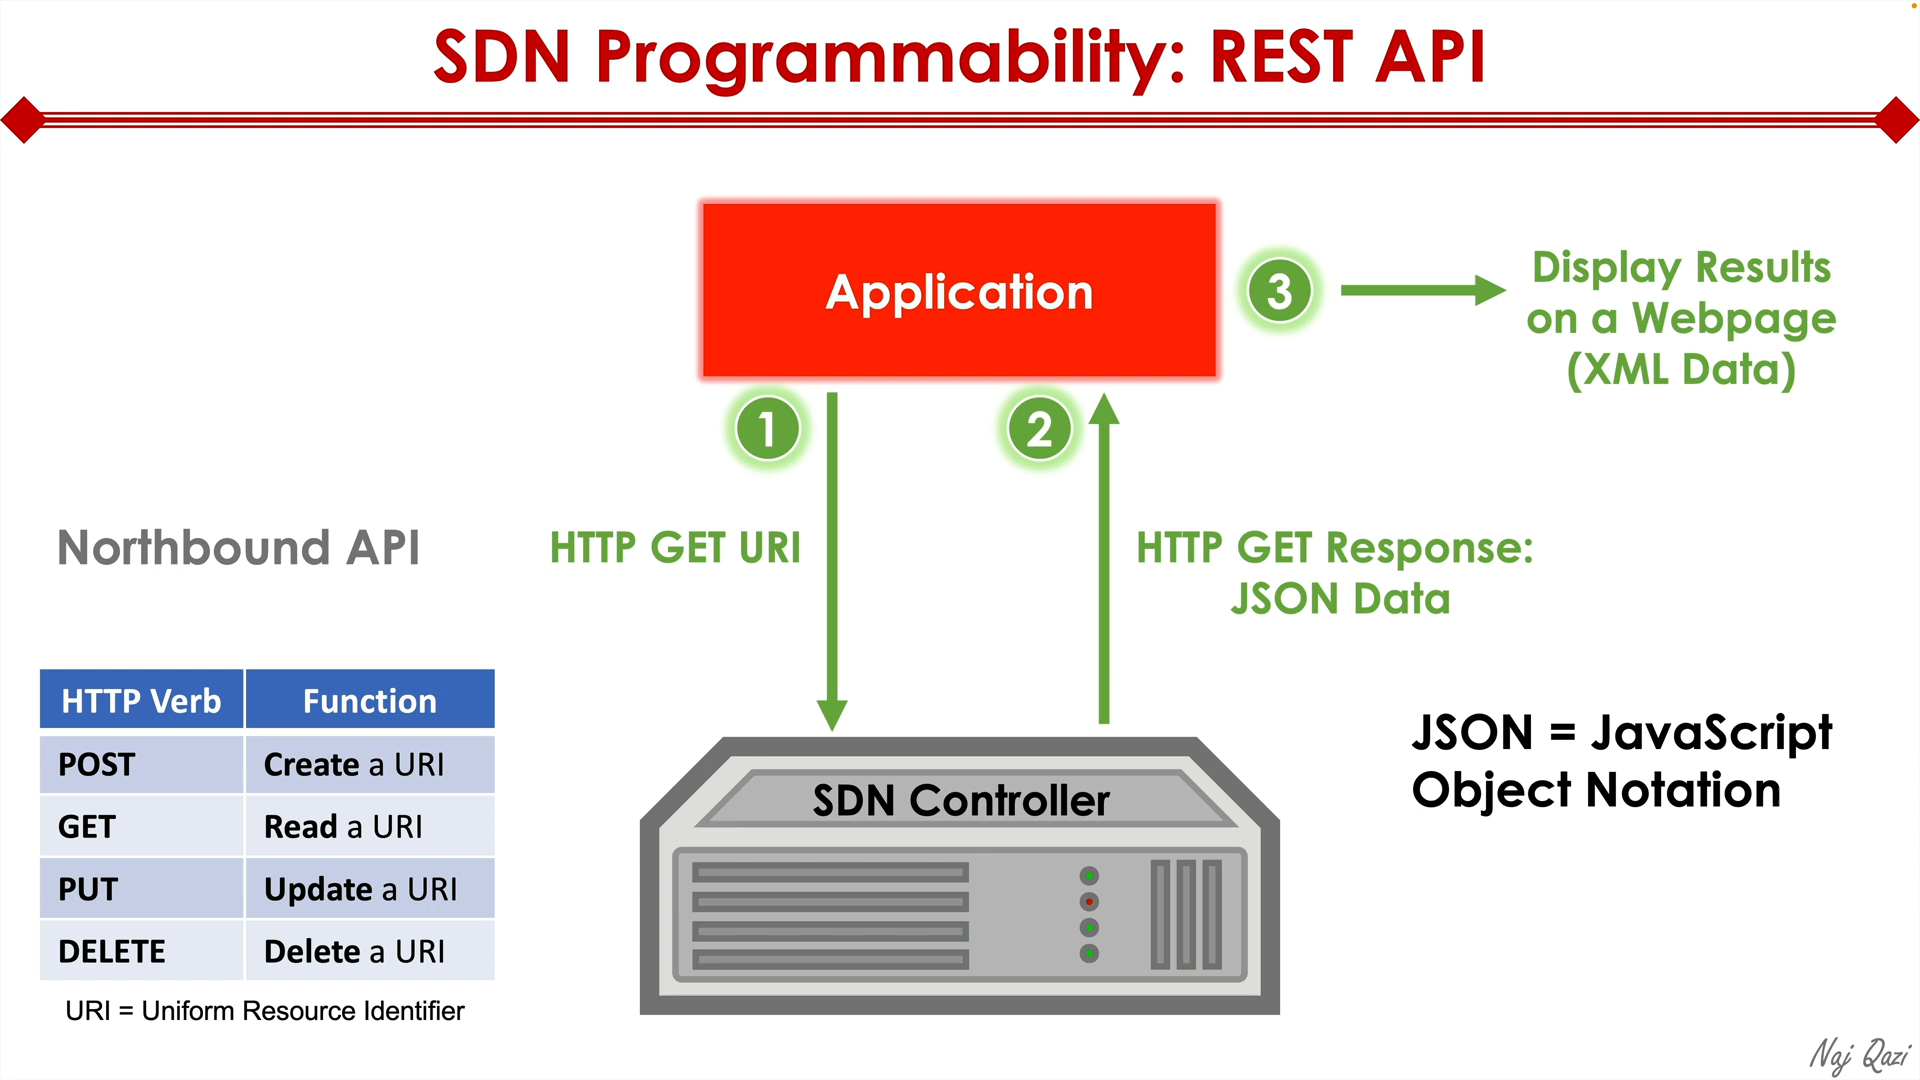 SDN Programmability: REST API
Application
3
Display Results
on a Webpage
(XML Data)
1
2
Northbound API
HTTP GET URI
HTTP GET Response:
JSON Data
HTTP Verb Function
POST Create a URI
GET Read a URI
PUT Update a URI
DELETE Delete a URI
URI = Uniform Resource Identifier
SDN Controller
JSON = JavaScript
Object Notation
Naj Qazi